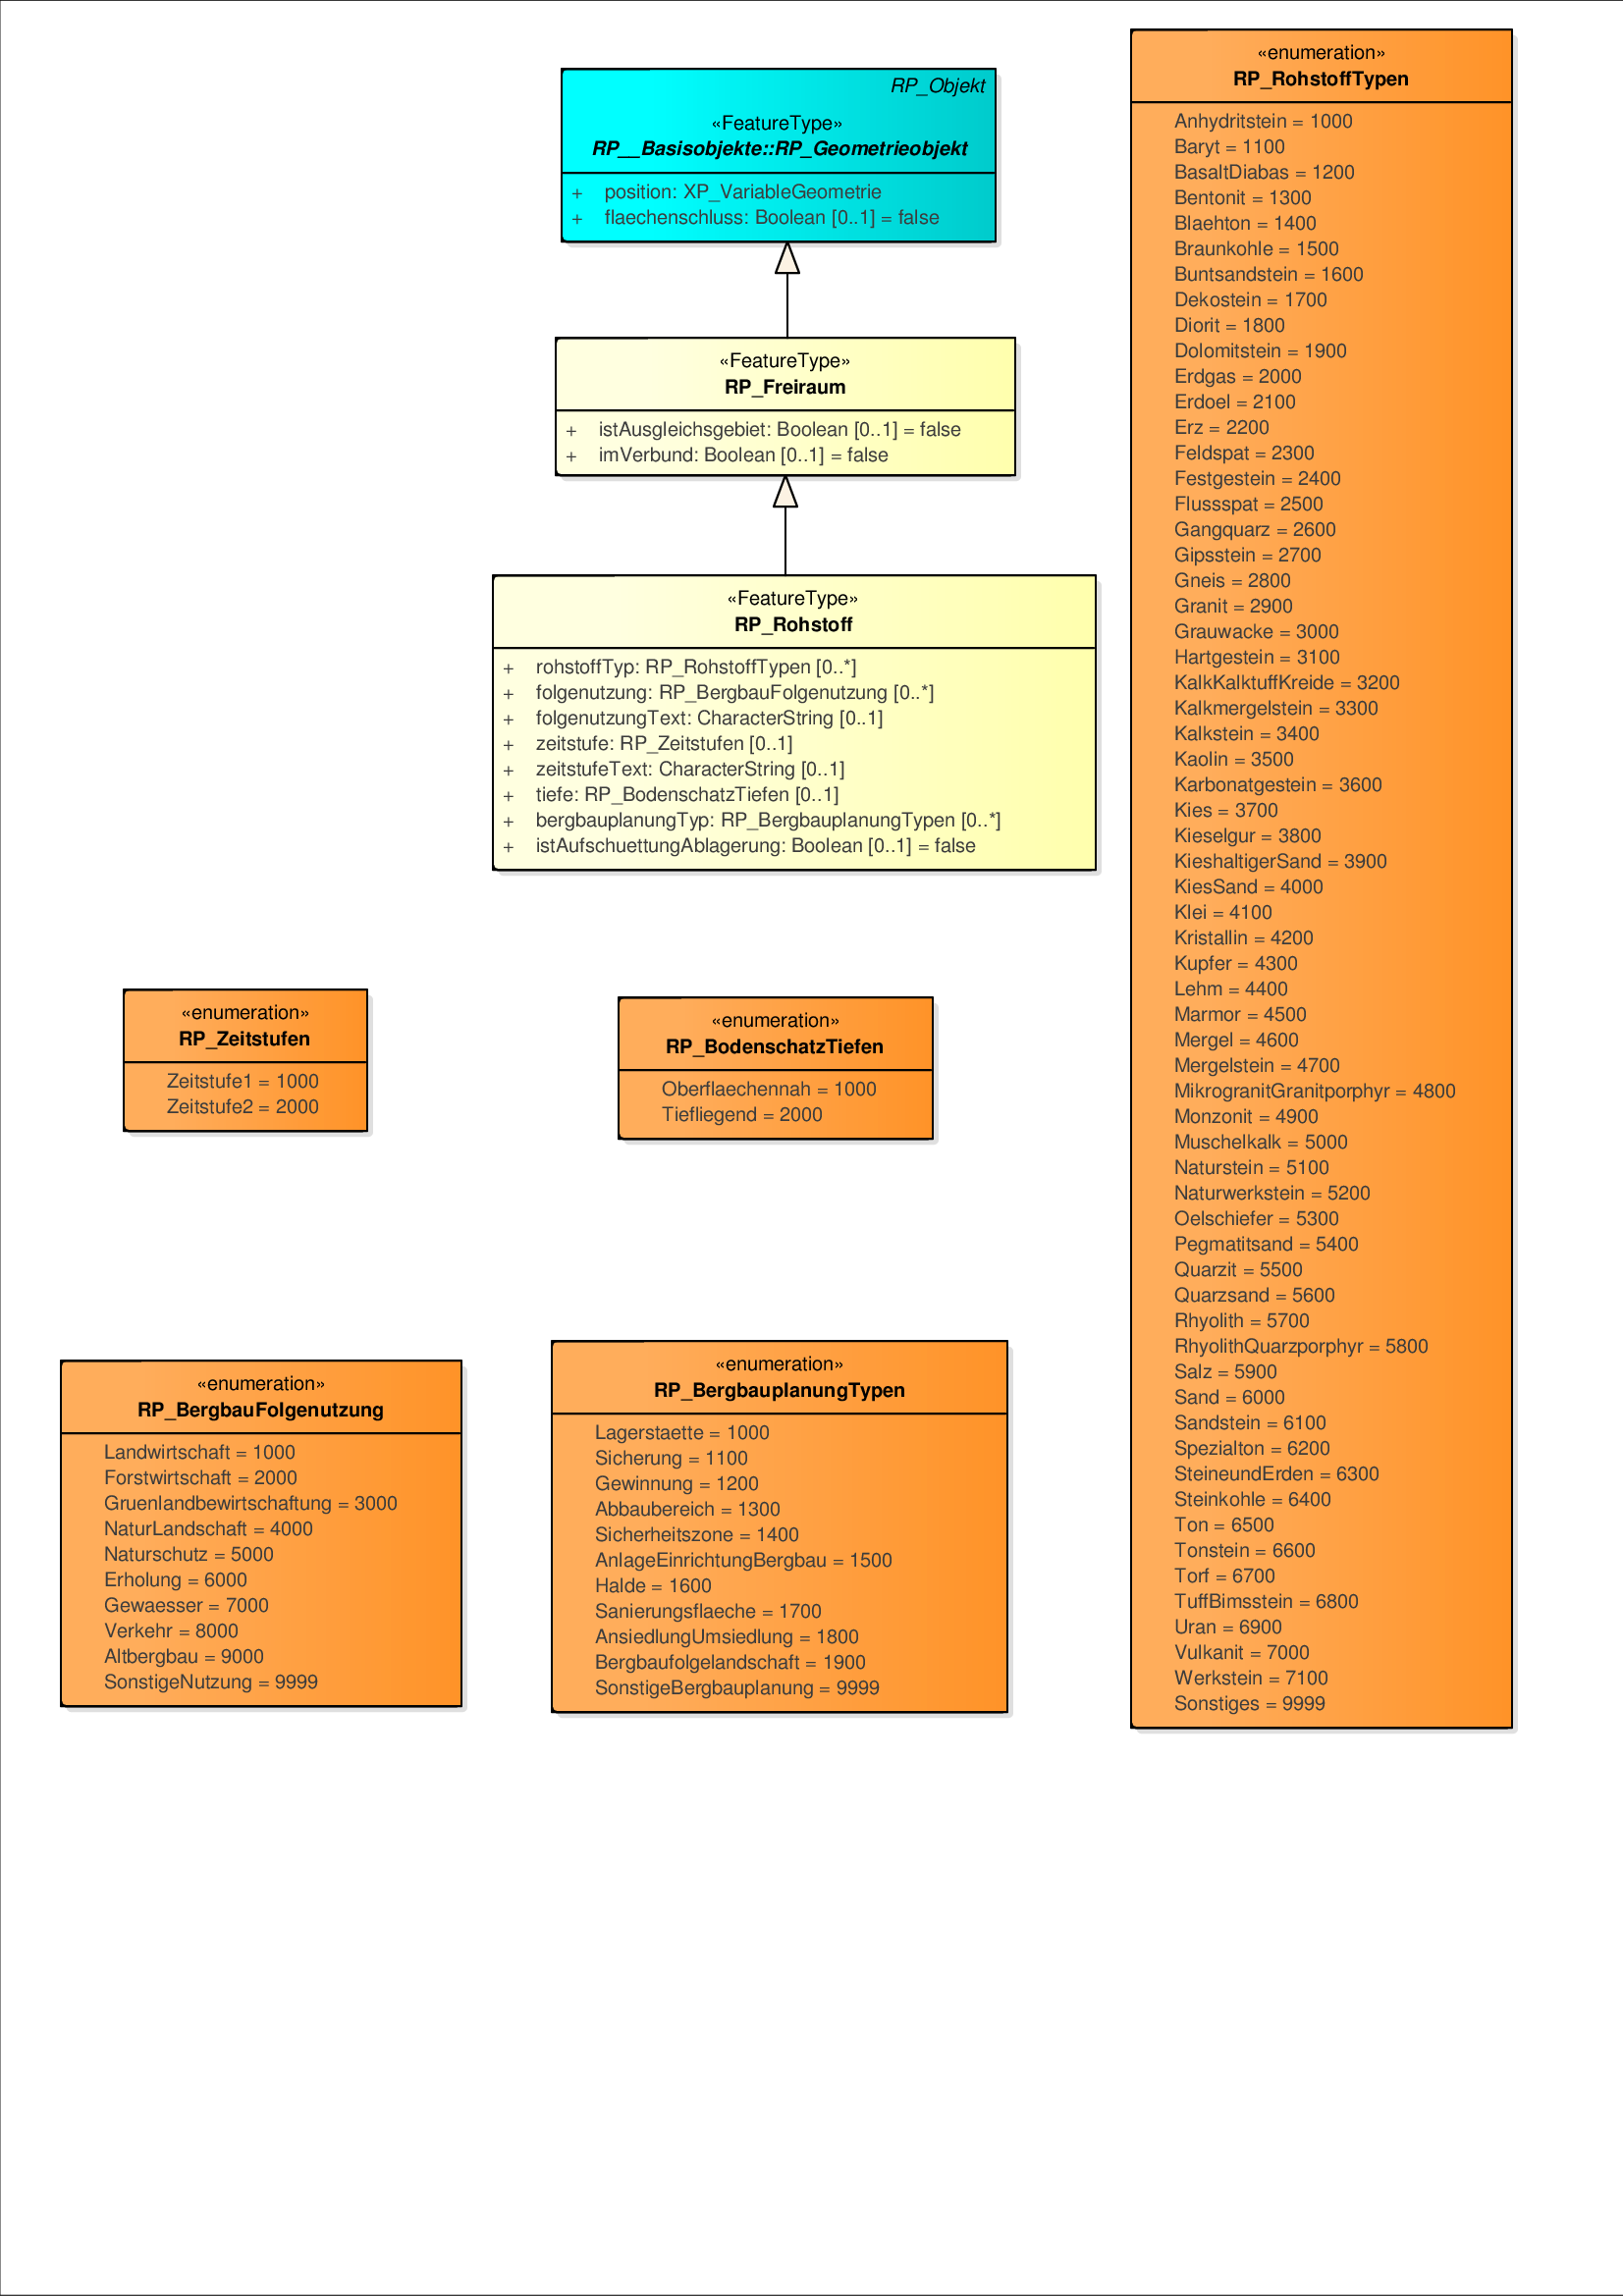 RP_Objekt
«FeatureType»
RP__Basisobjekte::RP_Geometrieobjekt
+ position: XP_VariableGeometrie
+ flaechenschluss: Boolean [0..1] = false
«FeatureType»
RP_Freiraum
+ istAusgleichsgebiet: Boolean [0..1] = false
+ imVerbund: Boolean [0..1] = false
«FeatureType»
RP_Rohstoff
+ rohstoffTyp: RP_RohstoffTypen [0..*]
+ folgenutzung: RP_BergbauFolgenutzung [0..*]
+ folgenutzungText: CharacterString [0..1]
+ zeitstufe: RP_Zeitstufen [0..1]
+ zeitstufeText: CharacterString [0..1]
+ tiefe: RP_BodenschatzTiefen [0..1]
+ bergbauplanungTyp: RP_BergbauplanungTypen [0..*]
+ istAufschuettungAblagerung: Boolean [0..1] = false
«enumeration»
RP_Zeitstufen
Zeitstufe1 = 1000
Zeitstufe2 = 2000
«enumeration»
RP_BodenschatzTiefen
Oberflaechennah = 1000
Tiefliegend = 2000
«enumeration»
RP_BergbauFolgenutzung
Landwirtschaft = 1000
Forstwirtschaft = 2000
Gruenlandbewirtschaftung = 3000
NaturLandschaft = 4000
Naturschutz = 5000
Erholung = 6000
Gewaesser = 7000
Verkehr = 8000
Altbergbau = 9000
SonstigeNutzung = 9999
«enumeration»
RP_BergbauplanungTypen
Lagerstaette = 1000
Sicherung = 1100
Gewinnung = 1200
Abbaubereich = 1300
Sicherheitszone = 1400
AnlageEinrichtungBergbau = 1500
Halde = 1600
Sanierungsflaeche = 1700
AnsiedlungUmsiedlung = 1800
Bergbaufolgelandschaft = 1900
SonstigeBergbauplanung = 9999
«enumeration»
RP_RohstoffTypen
Anhydritstein = 1000
Baryt = 1100
BasaltDiabas = 1200
Bentonit = 1300
Blaehton = 1400
Braunkohle = 1500
Buntsandstein = 1600
Dekostein = 1700
Diorit = 1800
Dolomitstein = 1900
Erdgas = 2000
Erdoel = 2100
Erz = 2200
Feldspat = 2300
Festgestein = 2400
Flussspat = 2500
Gangquarz = 2600
Gipsstein = 2700
Gneis = 2800
Granit = 2900
Grauwacke = 3000
Hartgestein = 3100
KalkKalktuffKreide = 3200
Kalkmergelstein = 3300
Kalkstein = 3400
Kaolin = 3500
Karbonatgestein = 3600
Kies = 3700
Kieselgur = 3800
KieshaltigerSand = 3900
KiesSand = 4000
Klei = 4100
Kristallin = 4200
Kupfer = 4300
Lehm = 4400
Marmor = 4500
Mergel = 4600
Mergelstein = 4700
MikrogranitGranitporphyr = 4800
Monzonit = 4900
Muschelkalk = 5000
Naturstein = 5100
Naturwerkstein = 5200
Oelschiefer = 5300
Pegmatitsand = 5400
Quarzit = 5500
Quarzsand = 5600
Rhyolith = 5700
RhyolithQuarzporphyr = 5800
Salz = 5900
Sand = 6000
Sandstein = 6100
Spezialton = 6200
SteineundErden = 6300
Steinkohle = 6400
Ton = 6500
Tonstein = 6600
Torf = 6700
TuffBimsstein = 6800
Uran = 6900
Vulkanit = 7000
Werkstein = 7100
Sonstiges = 9999